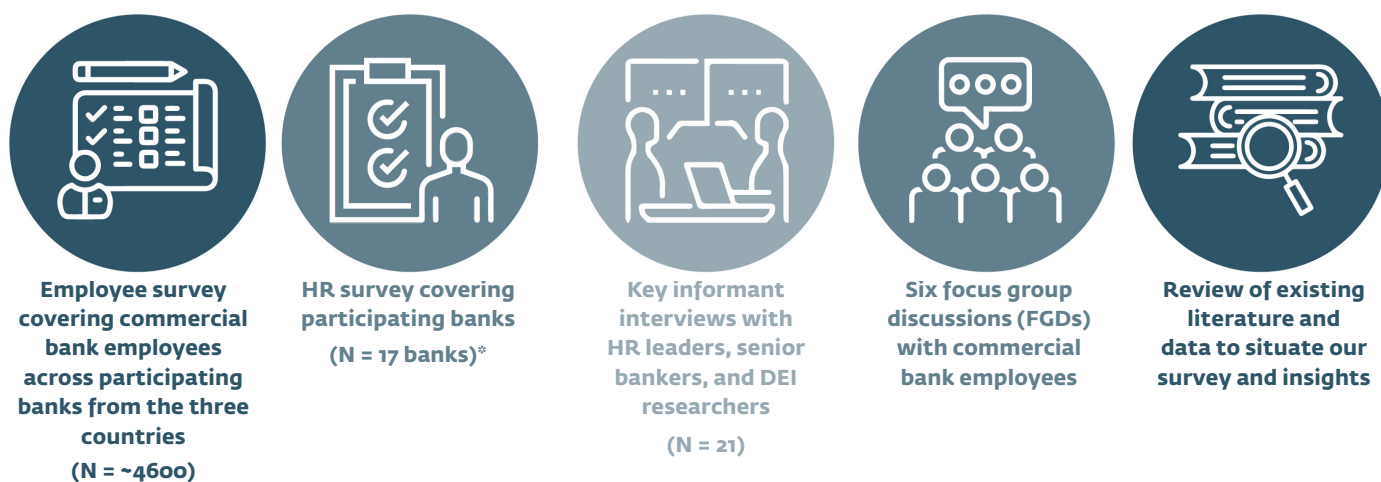 Employee survey
covering commercial
bank employees
across participating
banks from the three
countries
(N = ~4600)
HR survey covering
participating banks
(N = 17 banks)*
Key informant
interviews with
HR leaders, senior
bankers, and DEI
researchers
(N = 21)
Six focus group
discussions (FGDs)
with commercial
bank employees
Review of existing
literature and
data to situate our
survey and insights